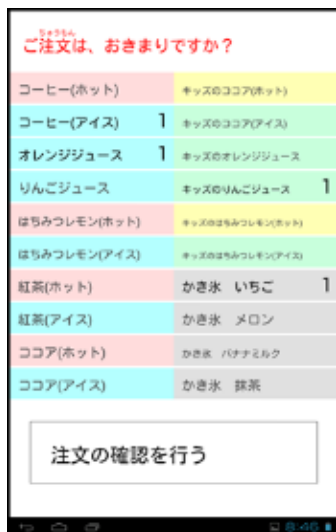 ちゅうもん
ご注文は、おきまりですか？
コーヒー(ホット)
キッズのココア(ホット)
コーヒー(アイス) 1
キッズのココア(アイス)
オレンジジュース 1
キッズのオレンジジュース
りんごジュース
キッズのりんごジュース 1
はちみつレモン(ホット)
キッズのはちみつレモン(ホット)
はちみつレモン(アイス)
キッズのはちみつレモン(アイス)
紅茶(ホット)
かき氷 いちご 1
紅茶(アイス)
かき氷 メロン
ココア(ホット)
かき氷 バナナミルク
ココア(アイス)
かき氷 抹茶
注文の確認を行う
8:46